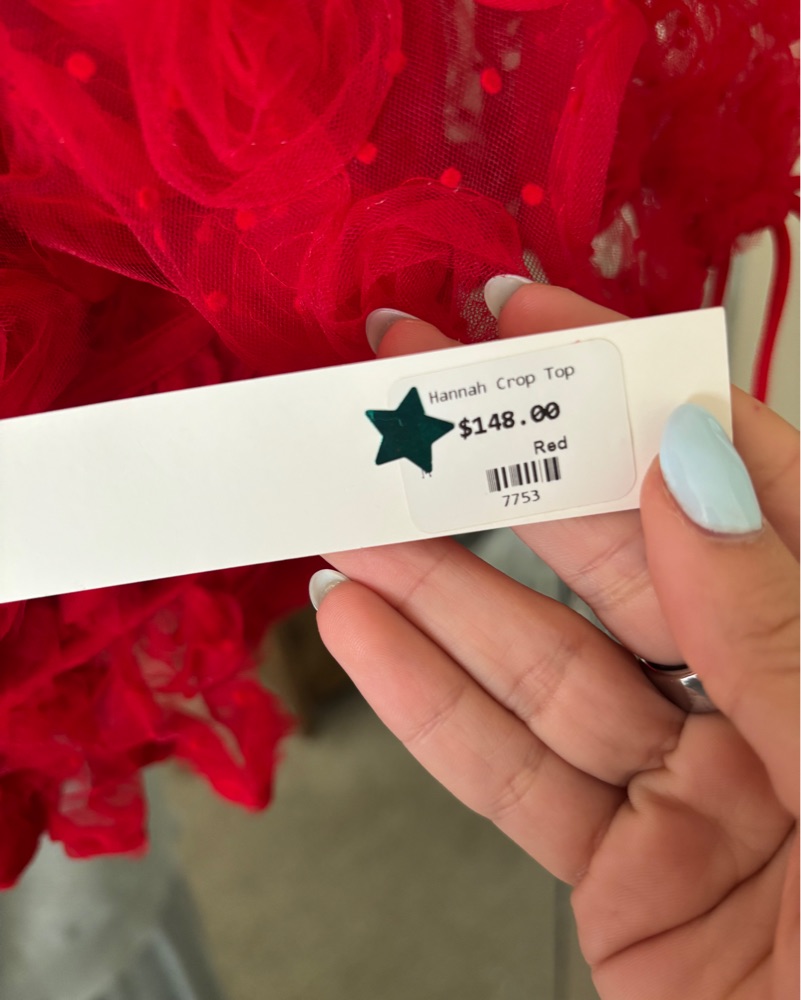 Hannah Crop Top
$148.00
Red
7753